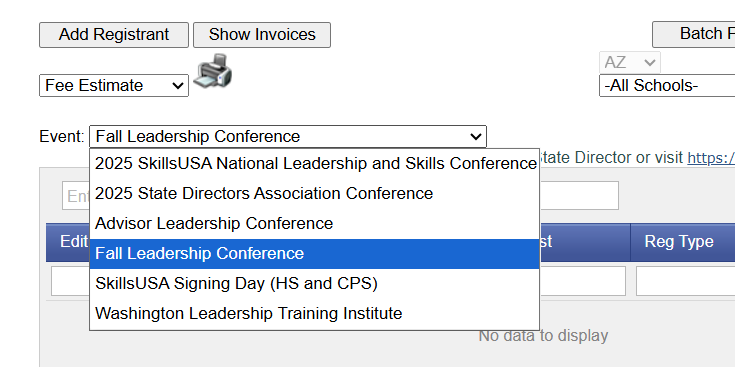 Add Registrant Show Invoices Batch
Fee Estimate AZ
-All Schools-
Event: Fall Leadership Conference
2025 SkillsUSA National Leadership and Skills Conference
tate Director or visit https:/
2025 State Directors Association Conference
Advisor Leadership Conference
Edit Reg Type
Fall Leadership Conference
SkillsUSA Signing Day (HS and CPS)
Washington Leadership Training Institute
No data to display